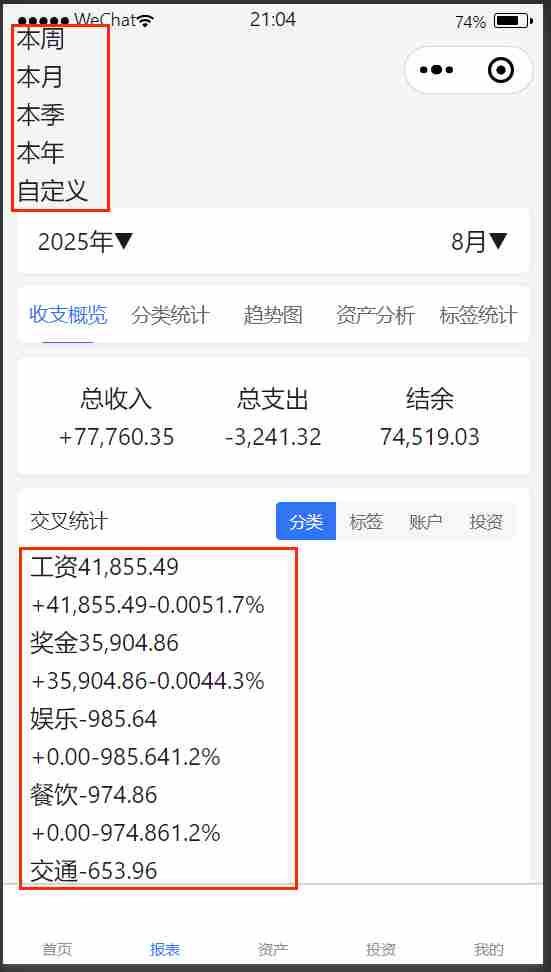 WeChat 21:04 74%
本周
本月
本季
本年
自定义
2025年▼ 8月▼
收支概览 分类统计 趋势图 资产分析 标签统计
总收入 总支出 结余
+77,760.35 -3,241.32 74,519.03
交叉统计 分类 标签 账户 投资
工资41,855.49
+41,855.49-0.0051.7%
奖金35,904.86
+35,904.86-0.0044.3%
娱乐-985.64
+0.00-985.641.2%
餐饮-974.86
+0.00-974.861.2%
交通-653.96
首页 报表 资产 投资 我的